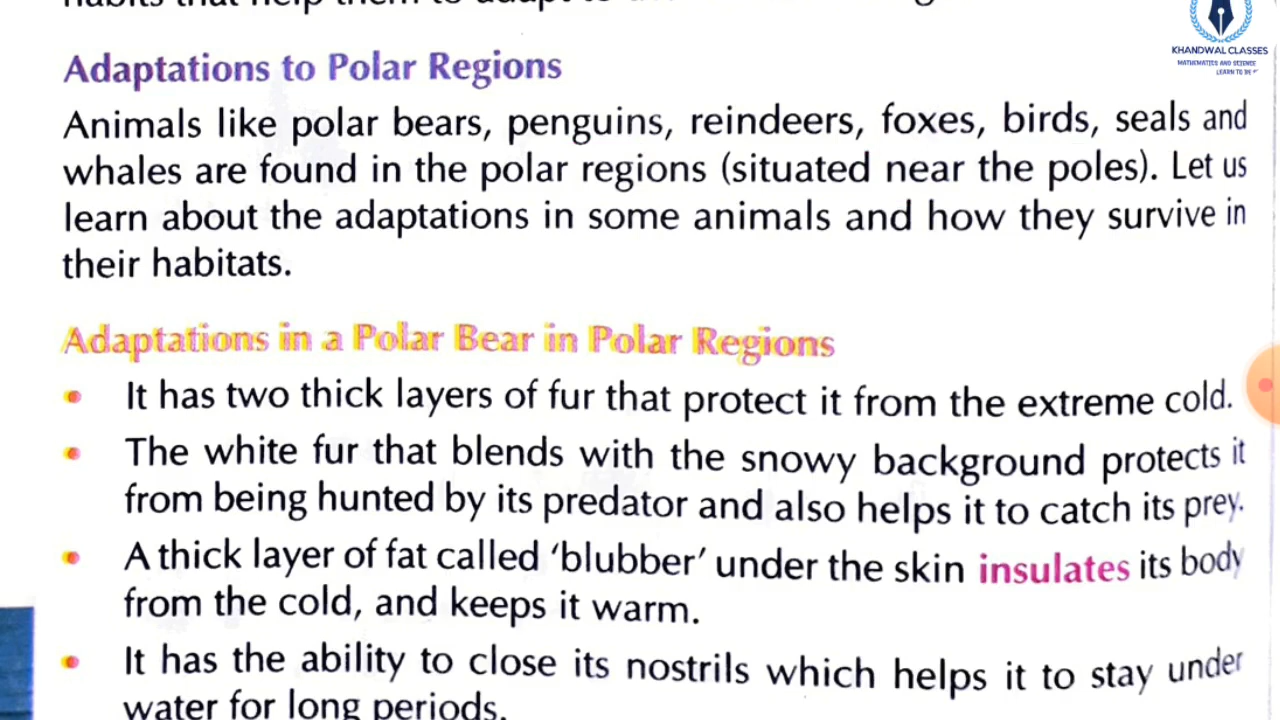 KHANDWAL CLASSES
MATHEMATICS AND SCIENCE
LEARN TO BE
Adaptations to Polar Regions
Animals like polar bears, penguins, reindeers, foxes, birds, seals and
whales are found in the polar regions (situated near the poles). Let us
learn about the adaptations in some animals and how they survive in
their habitats.
Adaptations in a Polar Bear in Polar Regions
• It has two thick layers of fur that protect it from the extreme cold.
• The white fur that blends with the snowy background protects it
from being hunted by its predator and also helps it to catch its prey.
• A thick layer of fat called ‘blubber’ under the skin insulates its body
from the cold, and keeps it warm.
• It has the ability to close its nostrils which helps it to stay under
water for long periods.